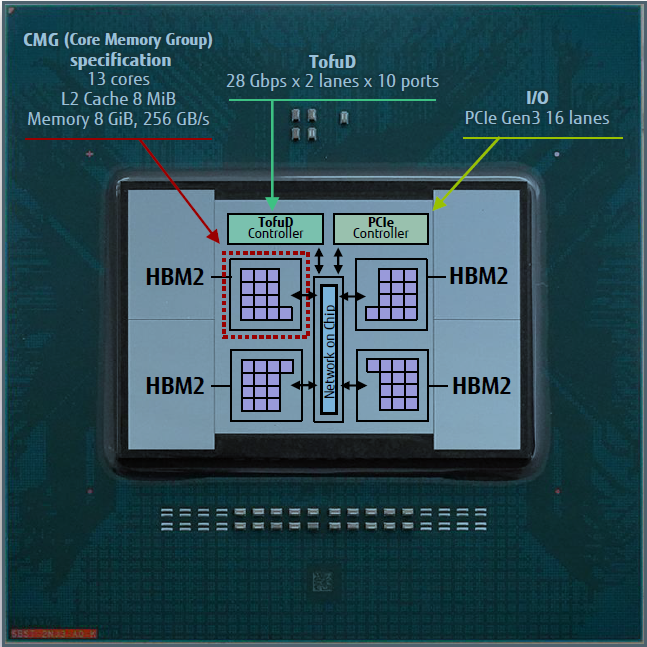 CMG (Core Memory Group)
specification
13 cores
L2 Cache 8 MiB
Memory 8 GiB, 256 GB/s
TofuD
28 Gbps x 2 lanes x 10 ports
I/O
PCIe Gen3 16 lanes
TofuD
Controller
PCIe
Controller
HBM2
HBM2
HBM2
HBM2
Network on Chip